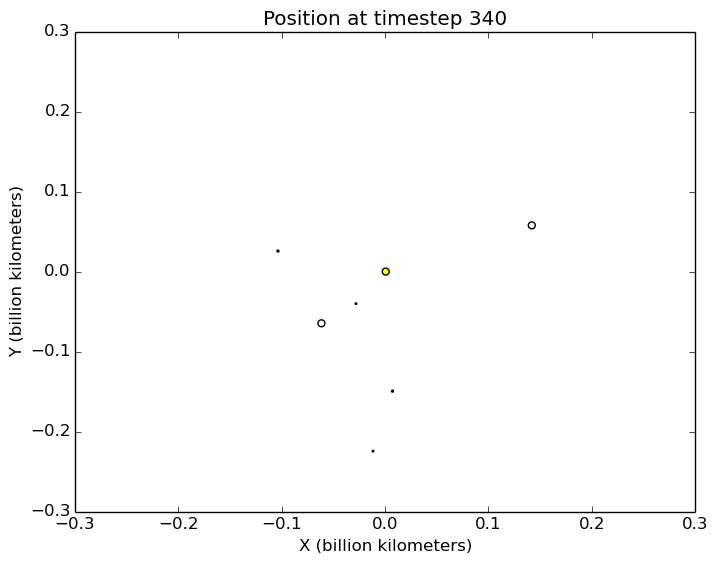 Position at timestep 340
0.3
0.2
0.1
0.0
−0.1
−0.2
−0.3
Y (billion kilometers)
−0.3 −0.2 −0.1 0.0 0.1 0.2 0.3
X (billion kilometers)